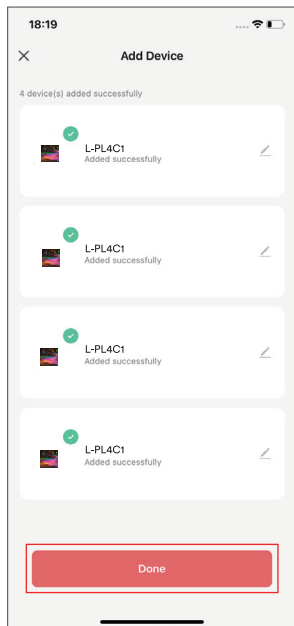 18:19
Add Device
4 device(s) added successfully
L-PL4C1
Added successfully
L-PL4C1
Added successfully
L-PL4C1
Added successfully
L-PL4C1
Added successfully
Done